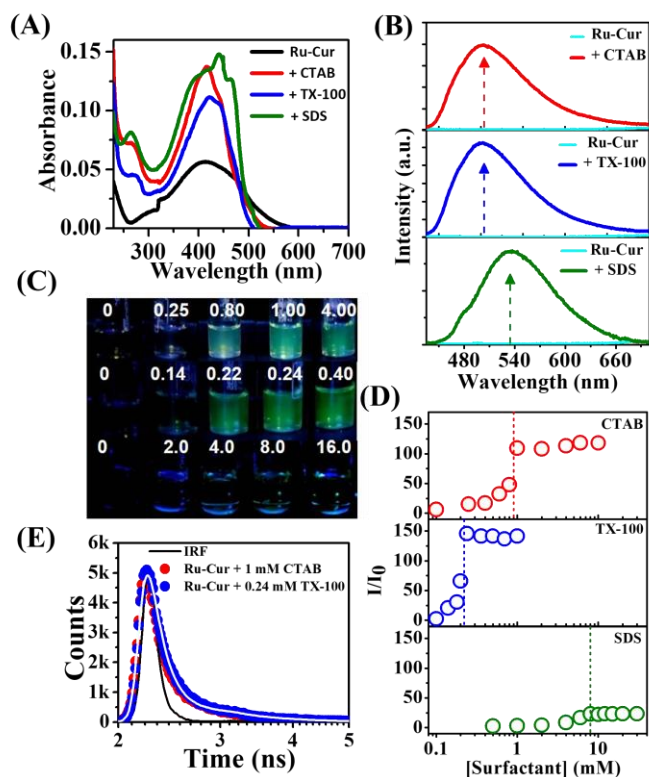 (A)
Ru-Cur
+ CTAB
+ TX-100
+ SDS
0.15
0.10
0.05
0.00
Absorbance
300 400 500 600 700
Wavelength (nm)
(B)
Ru-Cur
+ CTAB
Ru-Cur
+ TX-100
Ru-Cur
+ SDS
Intensity (a.u.)
480 540 600 660
Wavelength (nm)
(C)
0 0.25 0.80 1.00 4.00
0 0.14 0.22 0.24 0.40
0 2.0 4.0 8.0 16.0
(D)
CTAB
150
100
50
0
TX-100
150
100
50
0
SDS
150
100
50
0
I/I0
0.1 1 10
[Surfactant] (mM)
(E)
IRF
Ru-Cur + 1 mM CTAB
Ru-Cur + 0.24 mM TX-100
6k
5k
4k
3k
2k
1k
0
Counts
2 3 4 5
Time (ns)